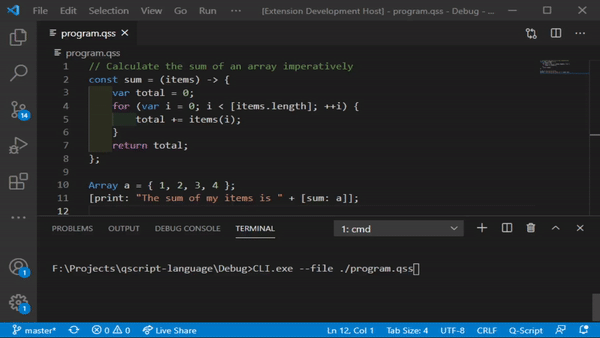 File Edit Selection View Go Run ··· [Extension Development Host] - program.qss - Debug - ...
program.qss
program.qss
1 // Calculate the sum of an array imperatively
2 const sum = (items) -> {
3 var total = 0;
4 for (var i = 0; i < [items.length]; ++i) {
5 total += items(i);
6 }
7 return total;
8 };
9
10 Array a = { 1, 2, 3, 4 };
11 [print: "The sum of my items is " + [sum: a]];
12
14
PROBLEMS OUTPUT DEBUG CONSOLE TERMINAL 1: cmd
F:\Projects\qscript-language\Debug>CLI.exe --file ./program.qss
1
1
master* 0 0 Live Share Ln 12, Col 1 Tab Size: 4 UTF-8 CRLF Q-Script